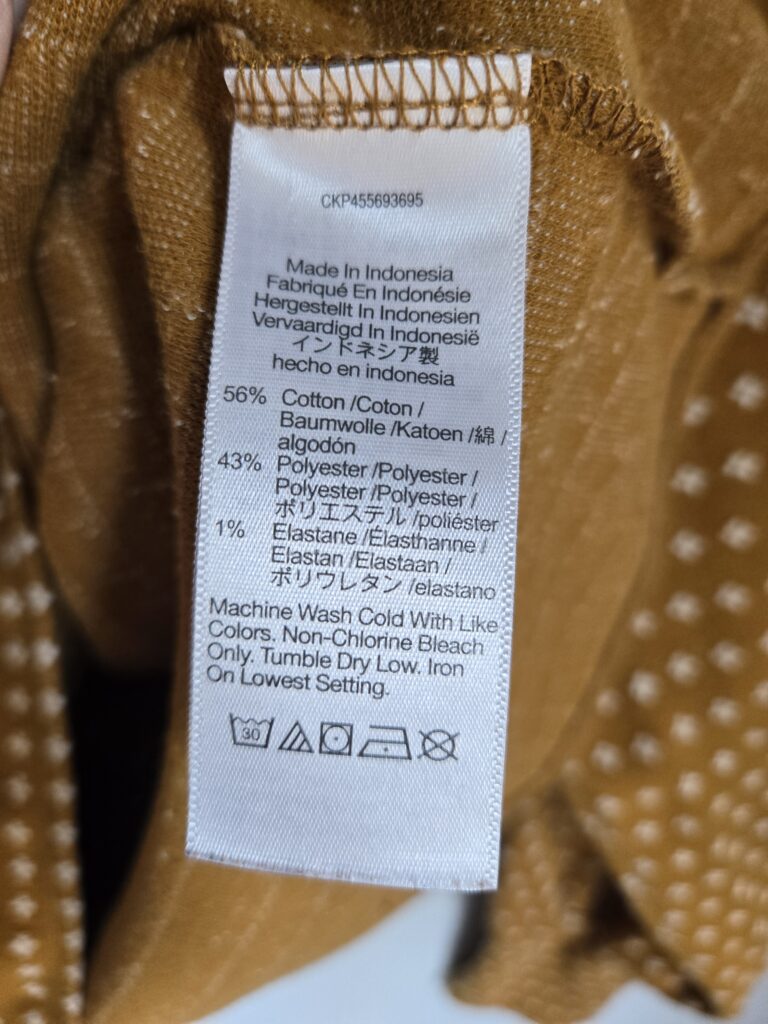 CKP455693695
Made In Indonesia
Fabriqué En Indonésie
Hergestellt In Indonesien
Vervaardigd In Indonesië
インドネシア製
hecho en indonesia
56% Cotton /Coton /
Baumwolle /Katoen /綿 /
algodón
43% Polyester /Polyester /
Polyester /Polyester /
ポリエステル /poliéster
1% Elastane /Élasthanne /
Elastan /Elastaan /
ポリウレタン /elastano
Machine Wash Cold With Like
Colors. Non-Chlorine Bleach
Only. Tumble Dry Low. Iron
On Lowest Setting.
30